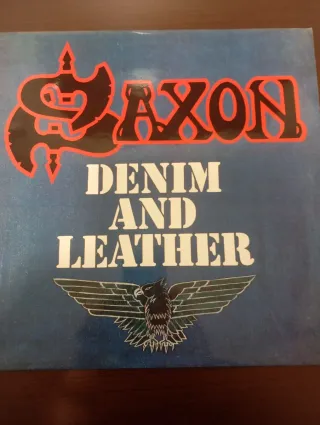 SAXON
DENIM
AND
LEATHER